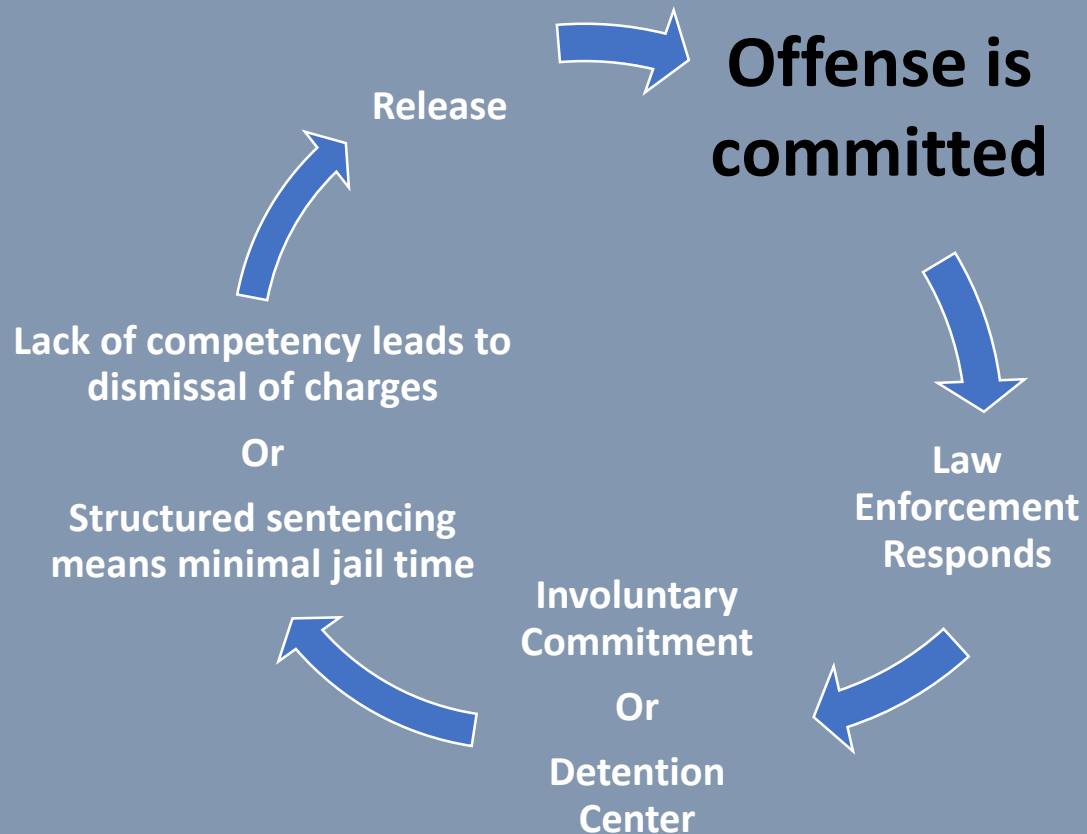 Offense is
committed
Law
Enforcement
Responds
Involuntary
Commitment
Or
Detention
Center
Lack of competency leads to
dismissal of charges
Or
Structured sentencing
means minimal jail time
Release